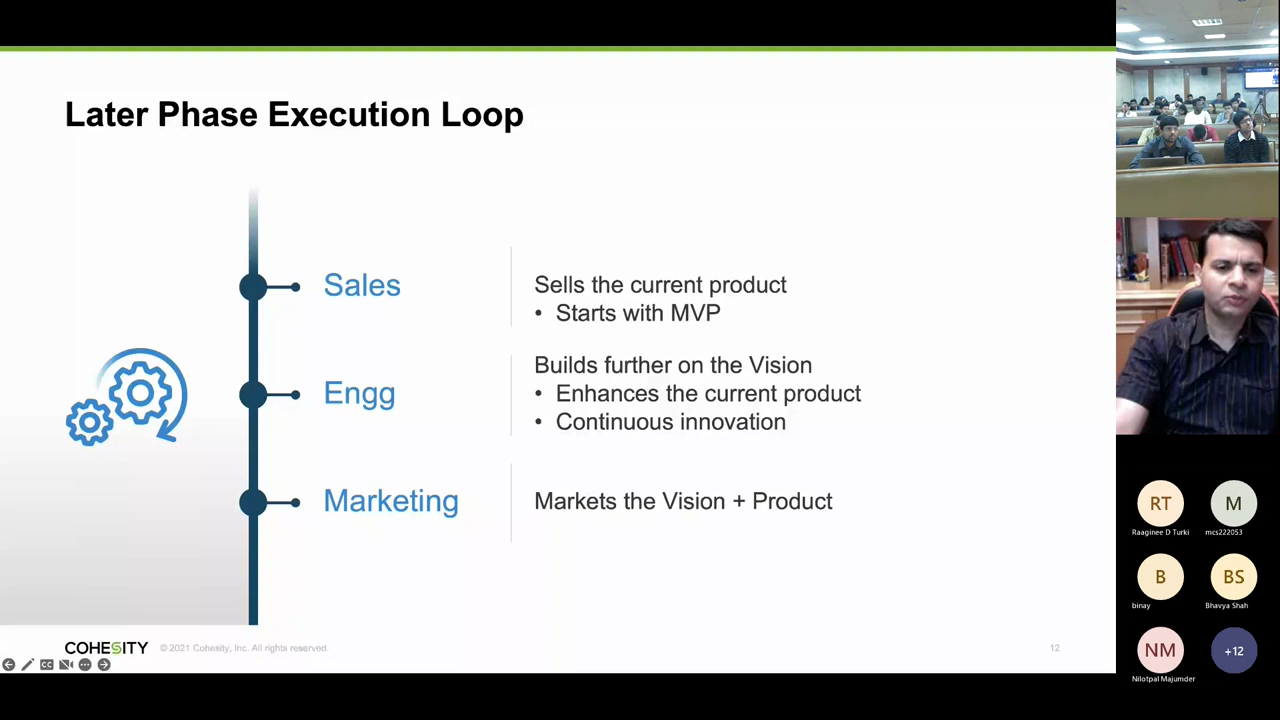 Later Phase Execution Loop
Sales
Sells the current product
• Starts with MVP
Engg
Builds further on the Vision
• Enhances the current product
• Continuous innovation
Marketing
Markets the Vision + Product
COHESITY © 2021 Cohesity, Inc. All rights reserved.
12
CC
RT
M
Raaginee D Turki
mcs222053
B
BS
binay
Bhavya Shah
NM
+12
Nilotpal Majumder